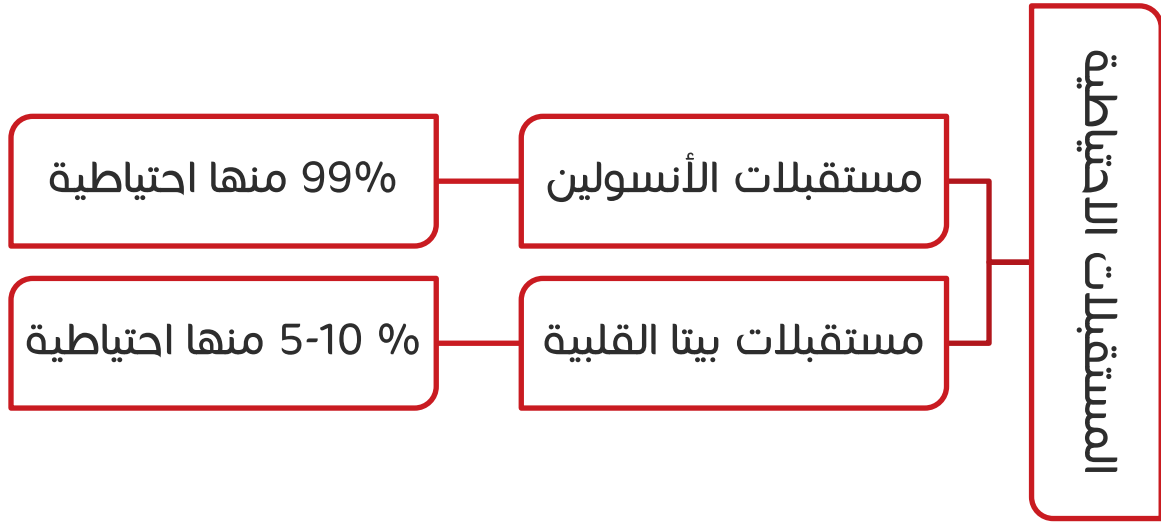 المستقبلات الاحتياطية
مستقبلات الأنسولين
99% منها احتياطية
مستقبلات بيتا القلبية
5-10 % منها احتياطية